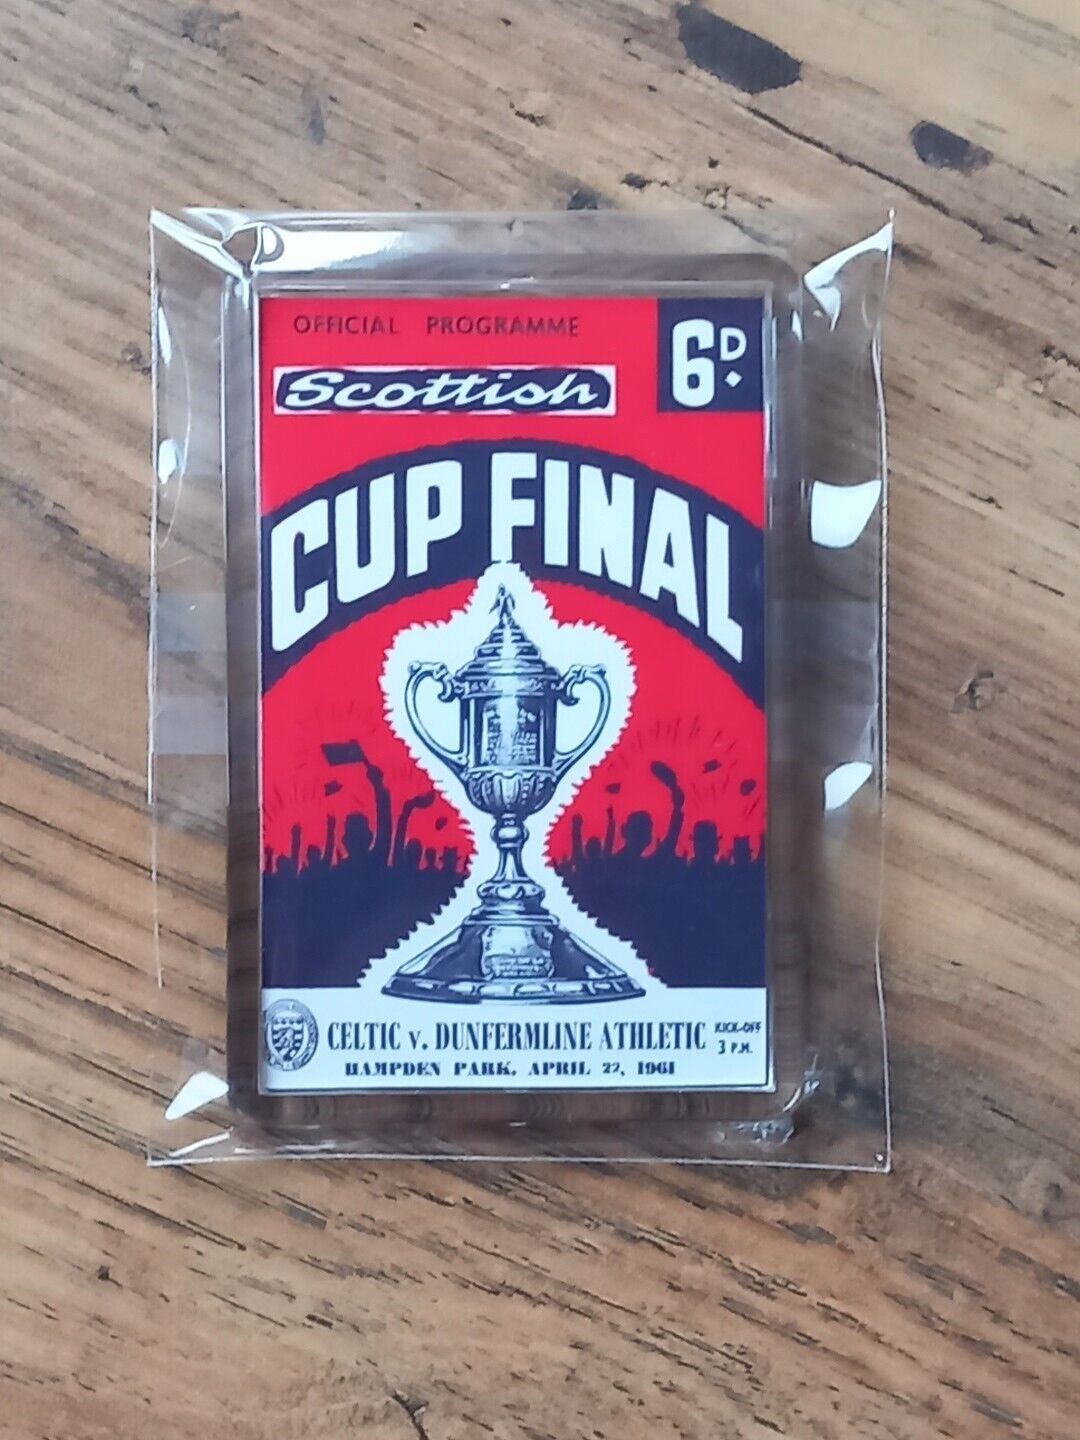 OFFICIAL PROGRAMME
6D.
Scottish
CUP FINAL
CELTIC v. DUNFERMLINE ATHLETIC
KICK-OFF
3 P.M.
HAMPDEN PARK, APRIL 22, 1961